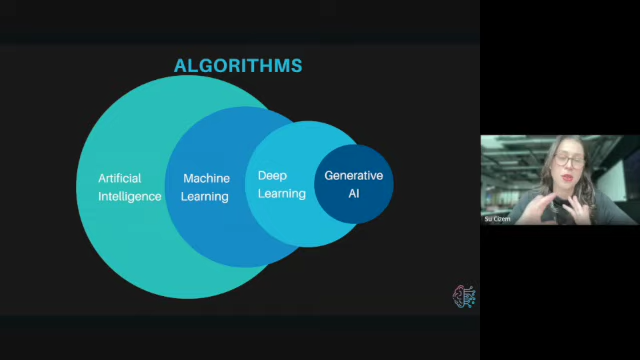 ALGORITHMS
Artificial
Intelligence
Machine
Learning
Deep
Learning
Generative
AI